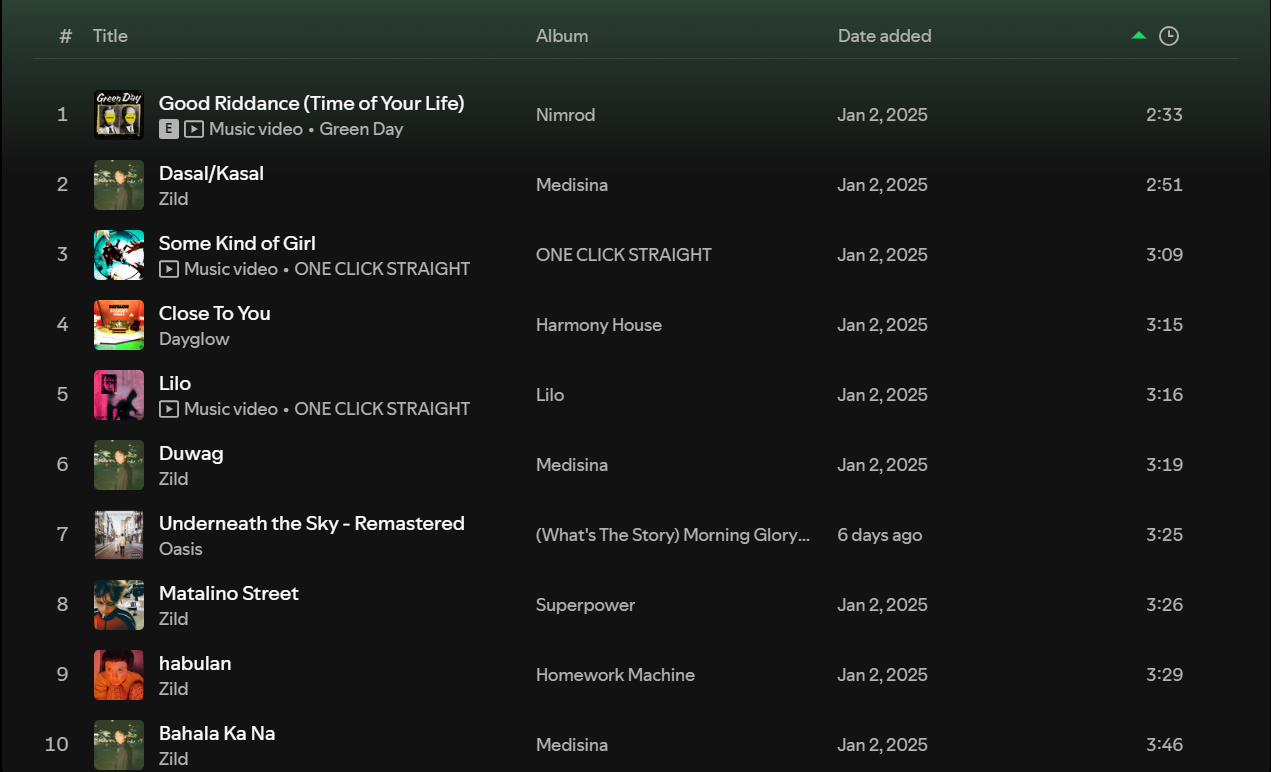 # Title Album Date added
1 Good Riddance (Time of Your Life) Nimrod Jan 2, 2025 2:33
E Music video • Green Day
2 Dasal/Kasal Medisina Jan 2, 2025 2:51
Zild
3 Some Kind of Girl ONE CLICK STRAIGHT Jan 2, 2025 3:09
Music video • ONE CLICK STRAIGHT
4 Close To You Harmony House Jan 2, 2025 3:15
Dayglow
5 Lilo Lilo Jan 2, 2025 3:16
Music video • ONE CLICK STRAIGHT
6 Duwag Medisina Jan 2, 2025 3:19
Zild
7 Underneath the Sky - Remastered (What's The Story) Morning Glory... 6 days ago 3:25
Oasis
8 Matalino Street Superpower Jan 2, 2025 3:26
Zild
9 habulan Homework Machine Jan 2, 2025 3:29
Zild
10 Bahala Ka Na Medisina Jan 2, 2025 3:46
Zild